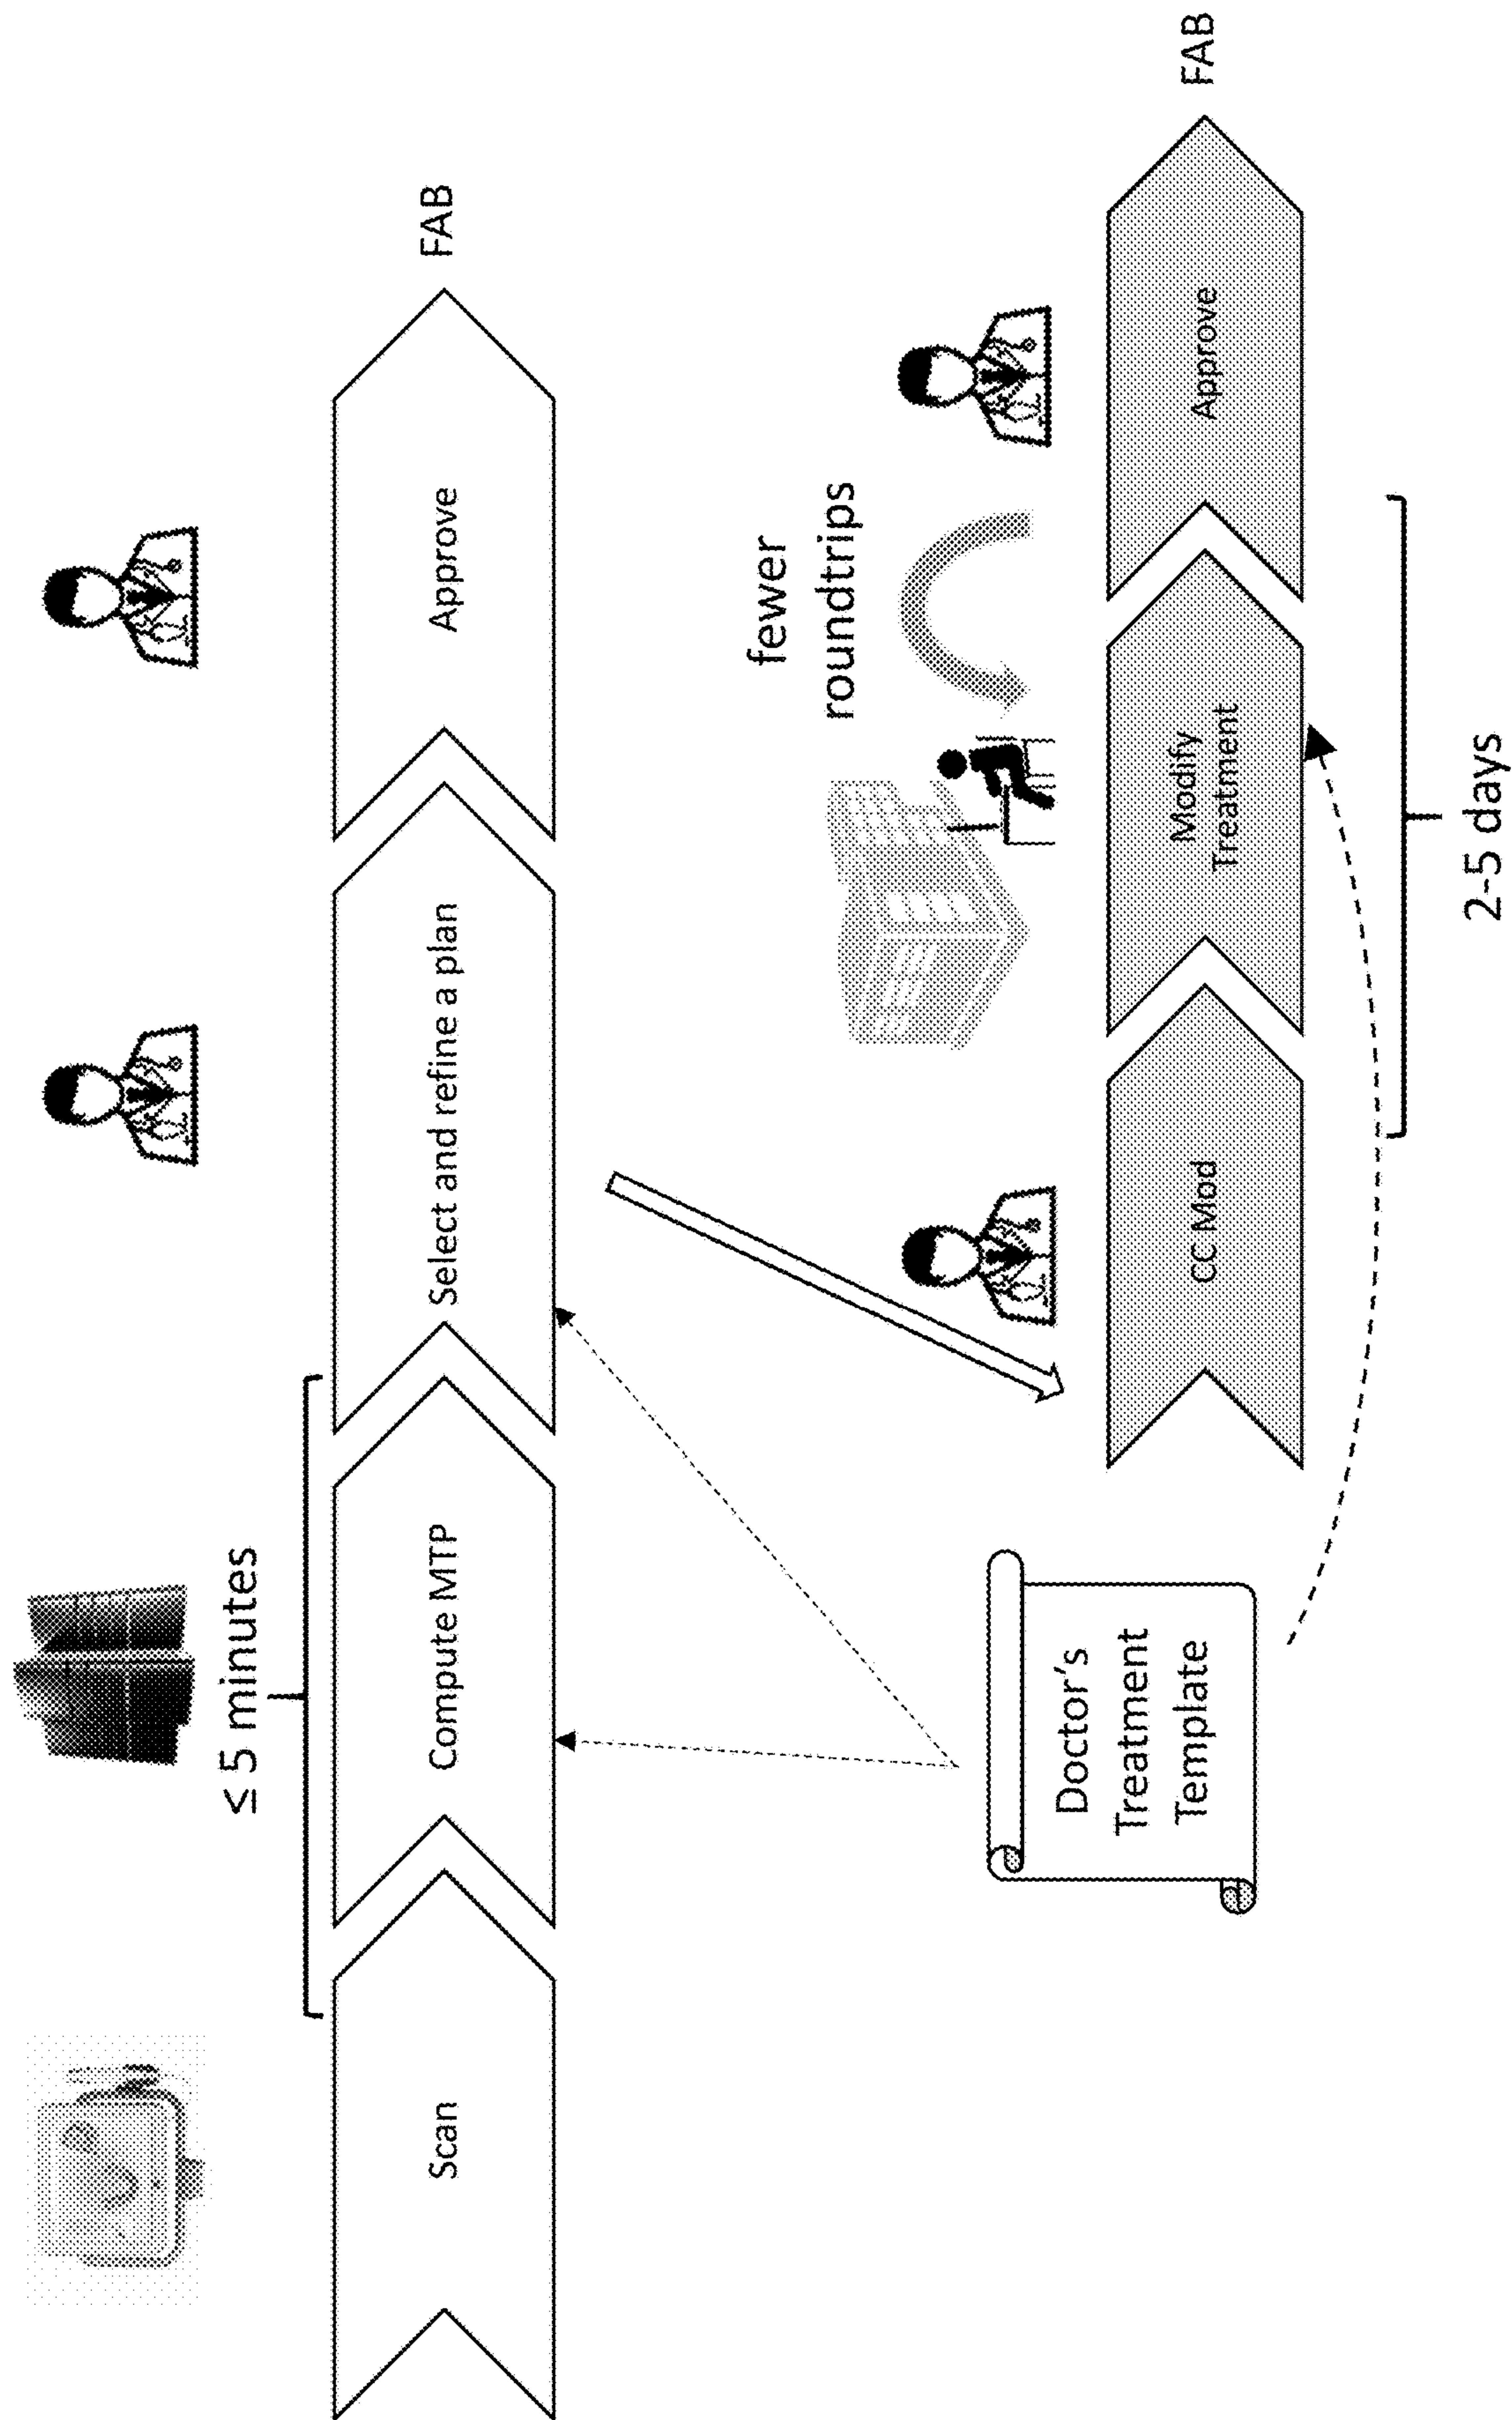 ≤ 5 minutes
Scan
Compute MTP
Select and refine a plan
Approve
FAB
fewer
roundtrips
Doctor's
Treatment
Template
CC Mod
Modify
Treatment
Approve
FAB
2-5 days